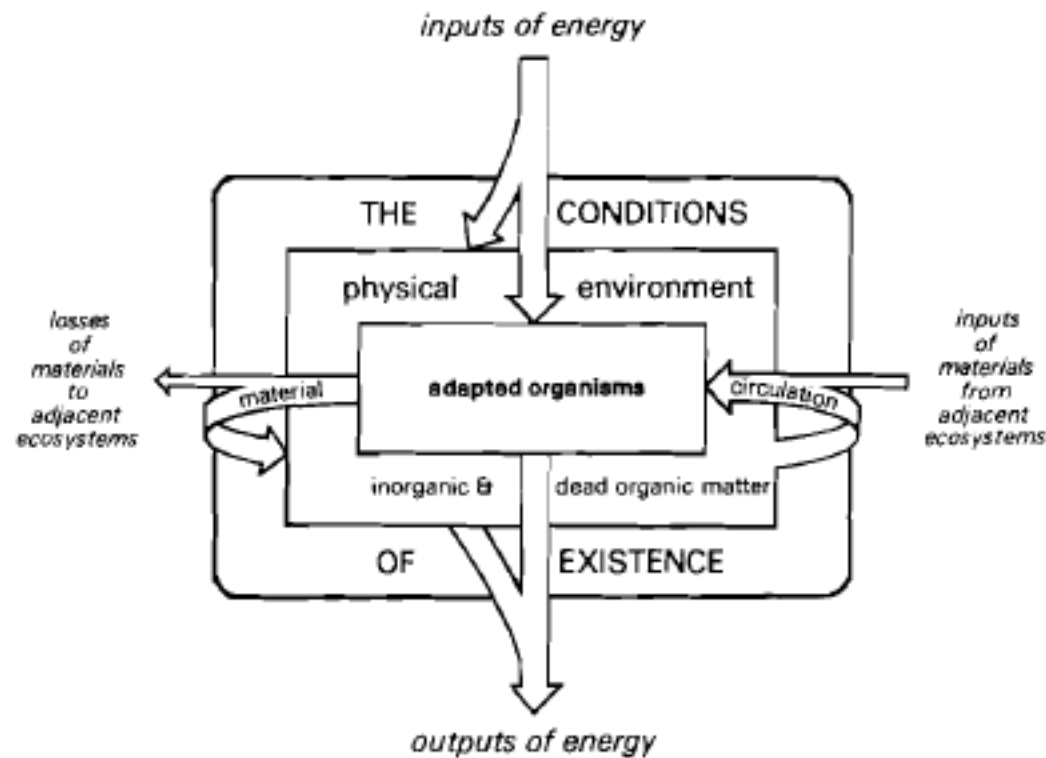 inputs of energy
THE CONDITIONS
physical environment
losses
of
materials
to
adjacent
ecosystems
material
adapted organisms
circulation
inputs
of
materials
from
adjacent
ecosystems
inorganic & dead organic matter
OF EXISTENCE
outputs of energy